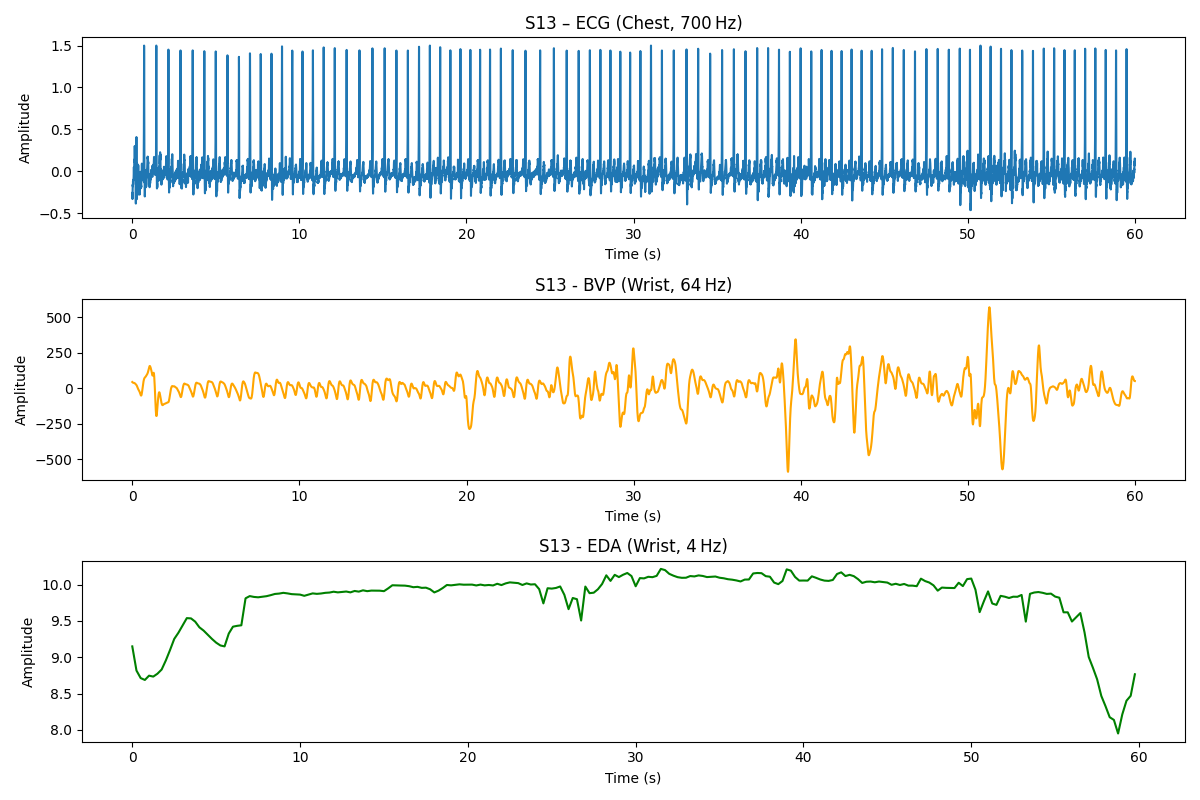 S13 – ECG (Chest, 700 Hz)
1.5
1.0
0.5
0.0
−0.5
Amplitude
0 10 20 30 40 50 60
Time (s)
S13 - BVP (Wrist, 64 Hz)
500
250
0
−250
−500
Amplitude
0 10 20 30 40 50 60
Time (s)
S13 - EDA (Wrist, 4 Hz)
10.0
9.5
9.0
8.5
8.0
Amplitude
0 10 20 30 40 50 60
Time (s)